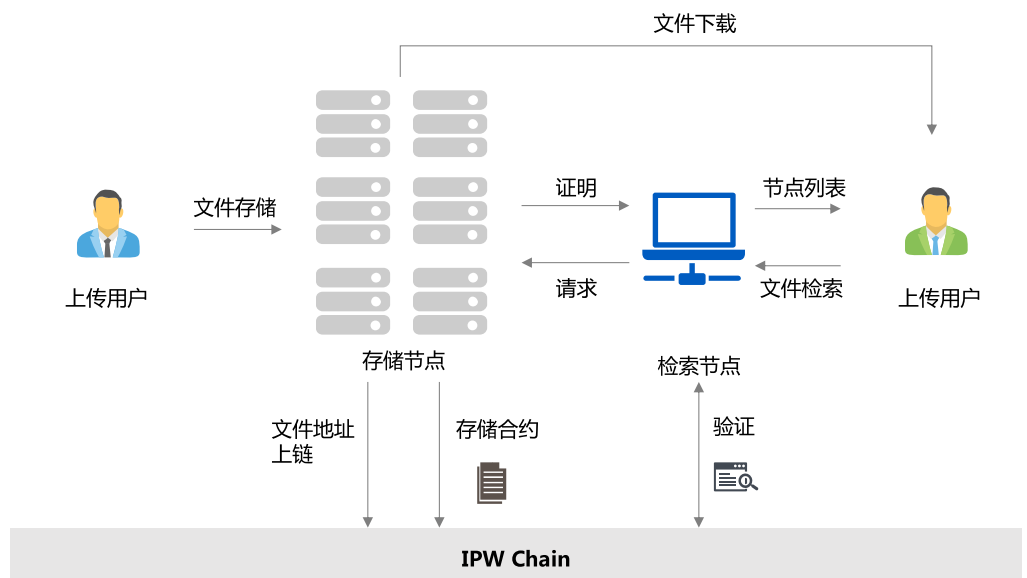 文件下载
证明
节点列表
文件存储
请求
文件检索
上传用户
上传用户
存储节点
检索节点
文件地址
上链
存储合约
验证
IPW Chain